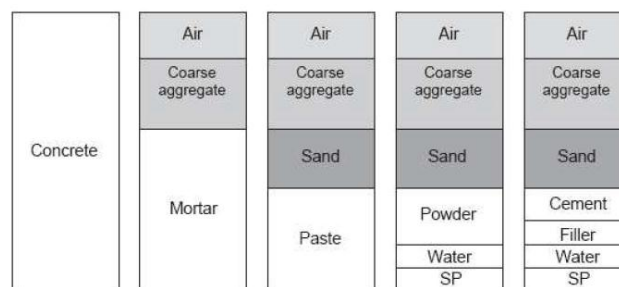 Concrete
Air
Coarse
aggregate
Mortar
Air
Coarse
aggregate
Sand
Paste
Air
Coarse
aggregate
Sand
Powder
Water
SP
Air
Coarse
aggregate
Sand
Cement
Filler
Water
SP